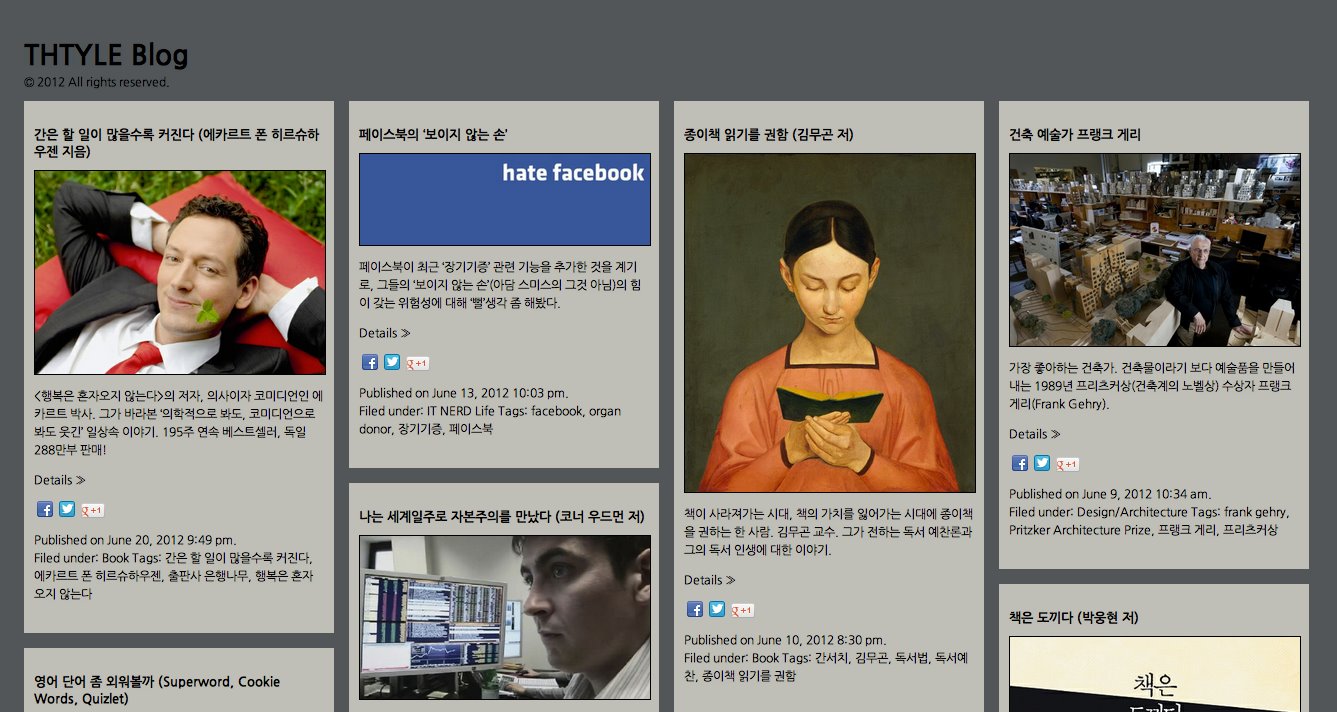 THTYLE Blog
© 2012 All rights reserved.
간은 할 일이 많을수록 커진다 (에카르트 폰 히르슈하
우젠 지음)
<행복은 혼자오지 않는다>의 저자, 의사이자 코미디언인 에
카르트 박사. 그가 바라본 '의학적으로 봐도, 코미디언으로
봐도 웃긴' 일상속 이야기. 195주 연속 베스트셀러, 독일
288만부 판매!
Details ≫
g +1
Published on June 20, 2012 9:49 pm.
Filed under: Book Tags: 간은 할 일이 많을수록 커진다,
에카르트 폰 히르슈하우젠, 출판사 은행나무, 행복은 혼자
오지 않는다
영어 단어 좀 외워볼까 (Superword, Cookie
Words, Quizlet)
페이스북의 '보이지 않는 손'
hate facebook
페이스북이 최근 '장기기증' 관련 기능을 추가한 것을 계기
로, 그들의 '보이지 않는 손'(아담 스미스의 그것 아님)의 힘
이 갖는 위험성에 대해 '뻘'생각 좀 해봤다.
Details ≫
g +1
Published on June 13, 2012 10:03 pm.
Filed under: IT NERD Life Tags: facebook, organ
donor, 장기기증, 페이스북
나는 세계일주로 자본주의를 만났다 (코너 우드먼 저)
종이책 읽기를 권함 (김무곤 저)
책이 사라져가는 시대, 책의 가치를 잃어가는 시대에 종이책
을 권하는 한 사람. 김무곤 교수. 그가 전하는 독서 예찬론과
그의 독서 인생에 대한 이야기.
Details ≫
g +1
Published on June 10, 2012 8:30 pm.
Filed under: Book Tags: 간서치, 김무곤, 독서법, 독서예
찬, 종이책 읽기를 권함
건축 예술가 프랭크 게리
가장 좋아하는 건축가. 건축물이라기 보다 예술품을 만들어
내는 1989년 프리츠커상(건축계의 노벨상) 수상자 프랭크
게리(Frank Gehry).
Details ≫
g +1
Published on June 9, 2012 10:34 am.
Filed under: Design/Architecture Tags: frank gehry,
Pritzker Architecture Prize, 프랭크 게리, 프리츠커상
책은 도끼다 (박웅현 저)
책은
도끼다